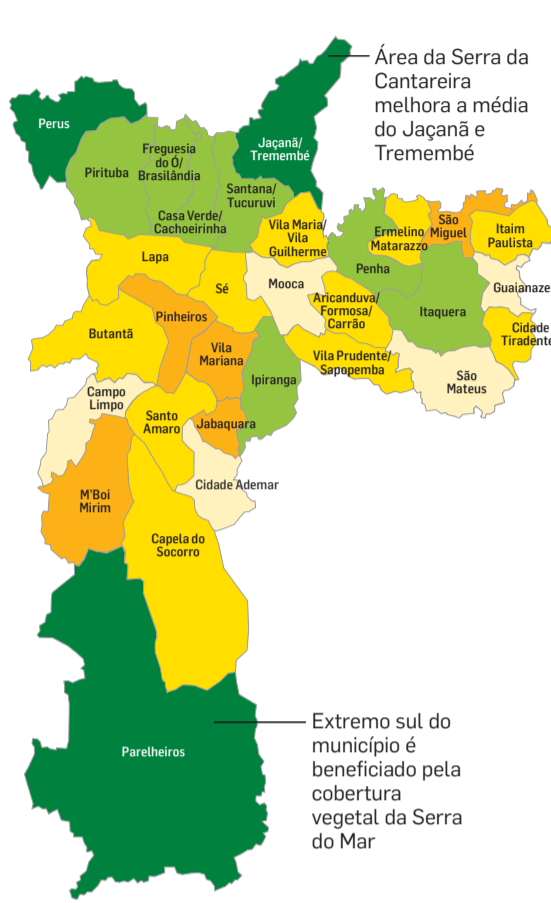 Área da Serra da
Cantareira
melhora a média
do Jaçanã e
Tremembé
Perus
Jaçanã/
Tremembé
Freguesia
do Ó/
Brasilândia
Pirituba
Santana/
Tucuruvi
Casa Verde/
Cachoeirinha
Vila Maria/
Vila
Guilherme
Ermelino
Matarazzo
São
Miguel
Itaim
Paulista
Lapa
Penha
Sé
Mooca
Guaianaze
Aricanduva/
Formosa/
Carrão
Itaquera
Pinheiros
Butantã
Cidade
Tiradente
Vila
Mariana
Vila Prudente/
Sapopemba
Ipiranga
São
Mateus
Campo
Limpo
Santo
Amaro
Jabaquara
Cidade Ademar
M'Boi
Mirim
Capela do
Socorro
Parelheiros
Extremo sul do
município é
beneficiado pela
cobertura
vegetal da Serra
do Mar